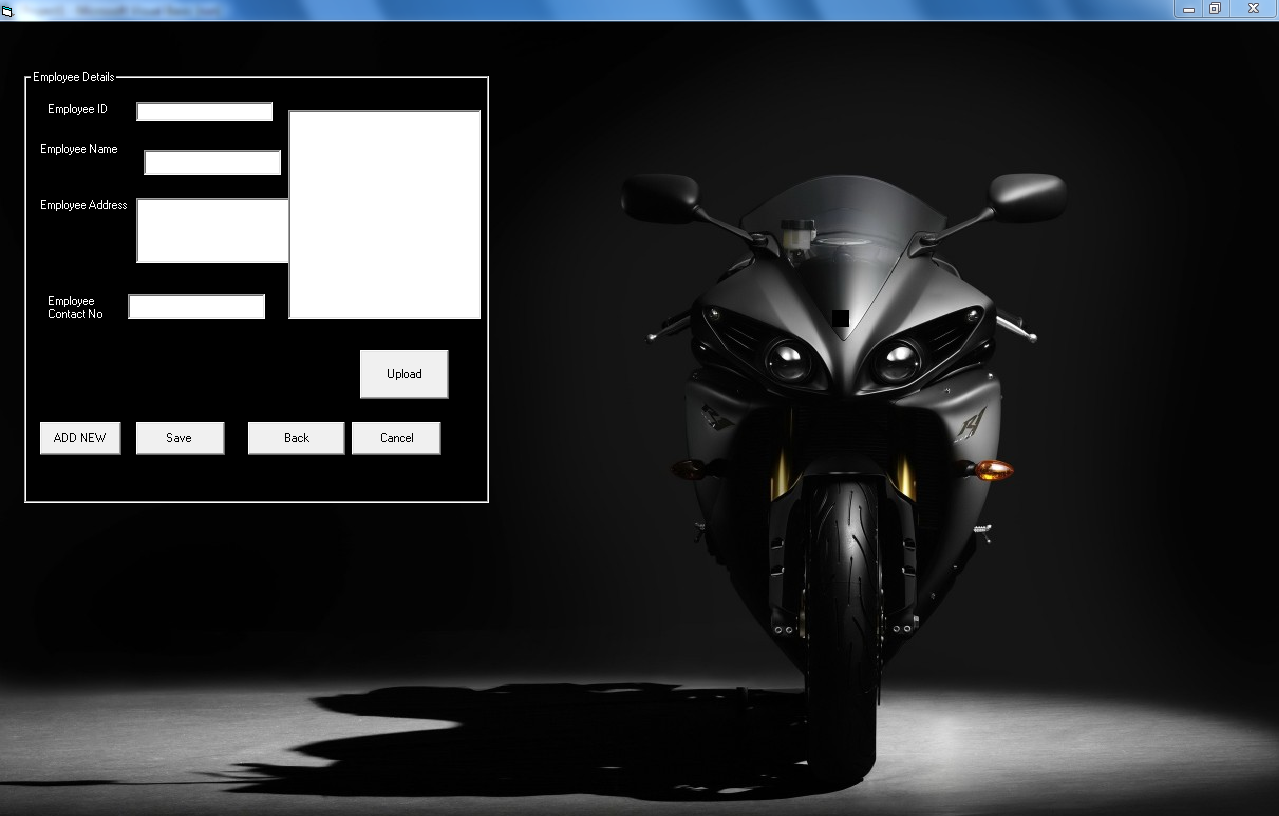 Employee Details
Employee ID
Employee Name
Employee Address
Employee
Contact No
Upload
ADD NEW
Save
Back
Cancel